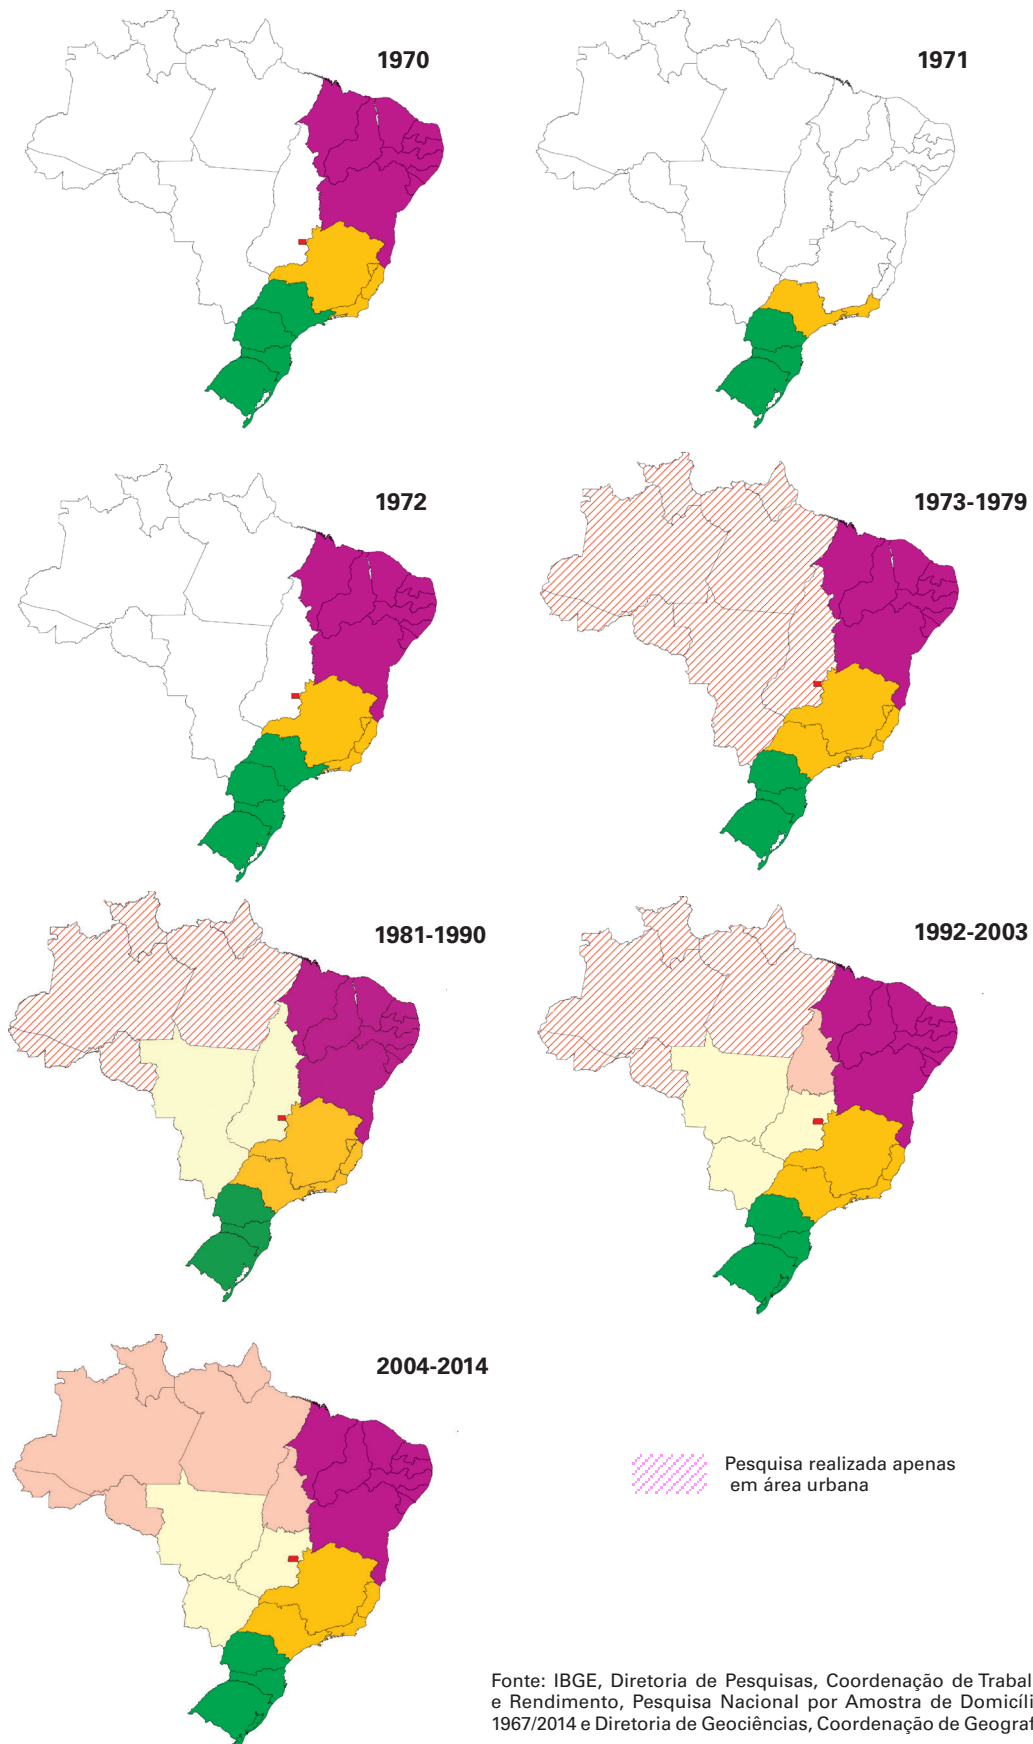 1970
1971
1972
1973-1979
1981-1990
1992-2003
2004-2014
Pesquisa realizada apenas
em área urbana
Fonte: IBGE, Diretoria de Pesquisas, Coordenação de Trabal
e Rendimento, Pesquisa Nacional por Amostra de Domicíli
1967/2014 e Diretoria de Geociências, Coordenação de Geograf